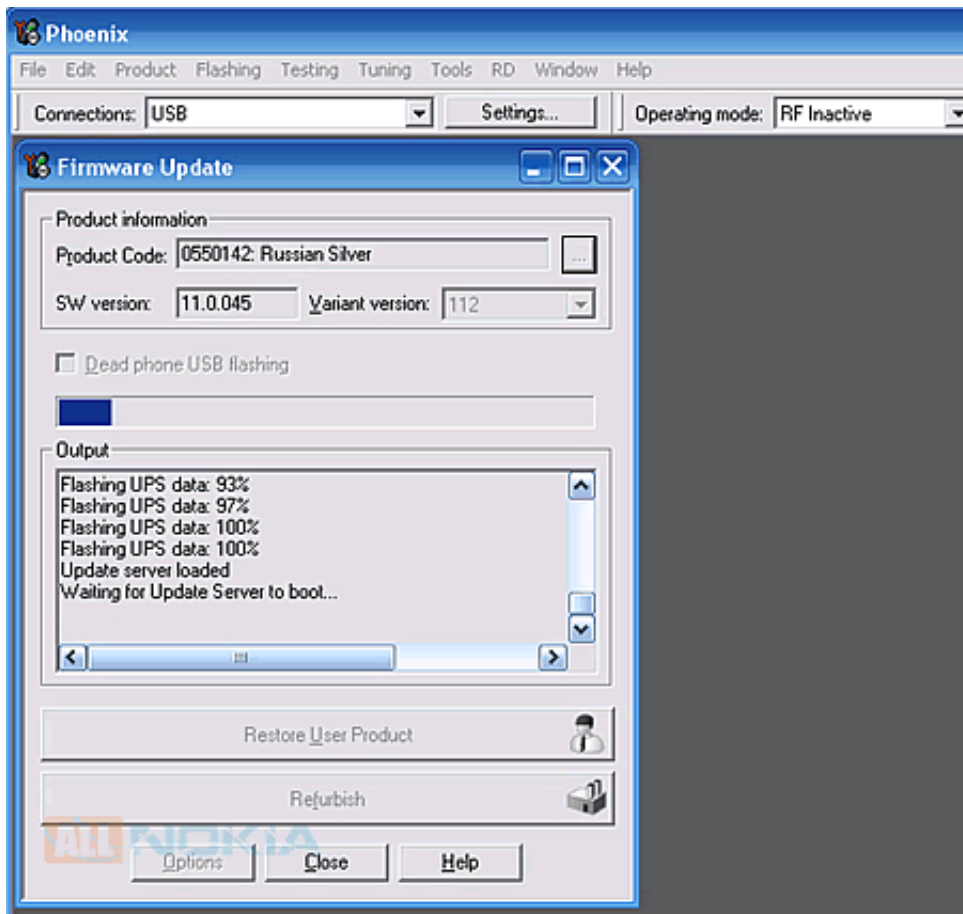 Phoenix
File Edit Product Flashing Testing Tuning Tools RD Window Help
Connections: USB Settings... Operating mode: RF Inactive
Firmware Update
Product information
Product Code: 0550142: Russian Silver ...
SW version: 11.0.045 Variant version: 112
Dead phone USB flashing
Output
Flashing UPS data: 93%
Flashing UPS data: 97%
Flashing UPS data: 100%
Flashing UPS data: 100%
Update server loaded
Waiting for Update Server to boot...
Restore User Product
Refurbish
ALL NOKIA
Options Close Help